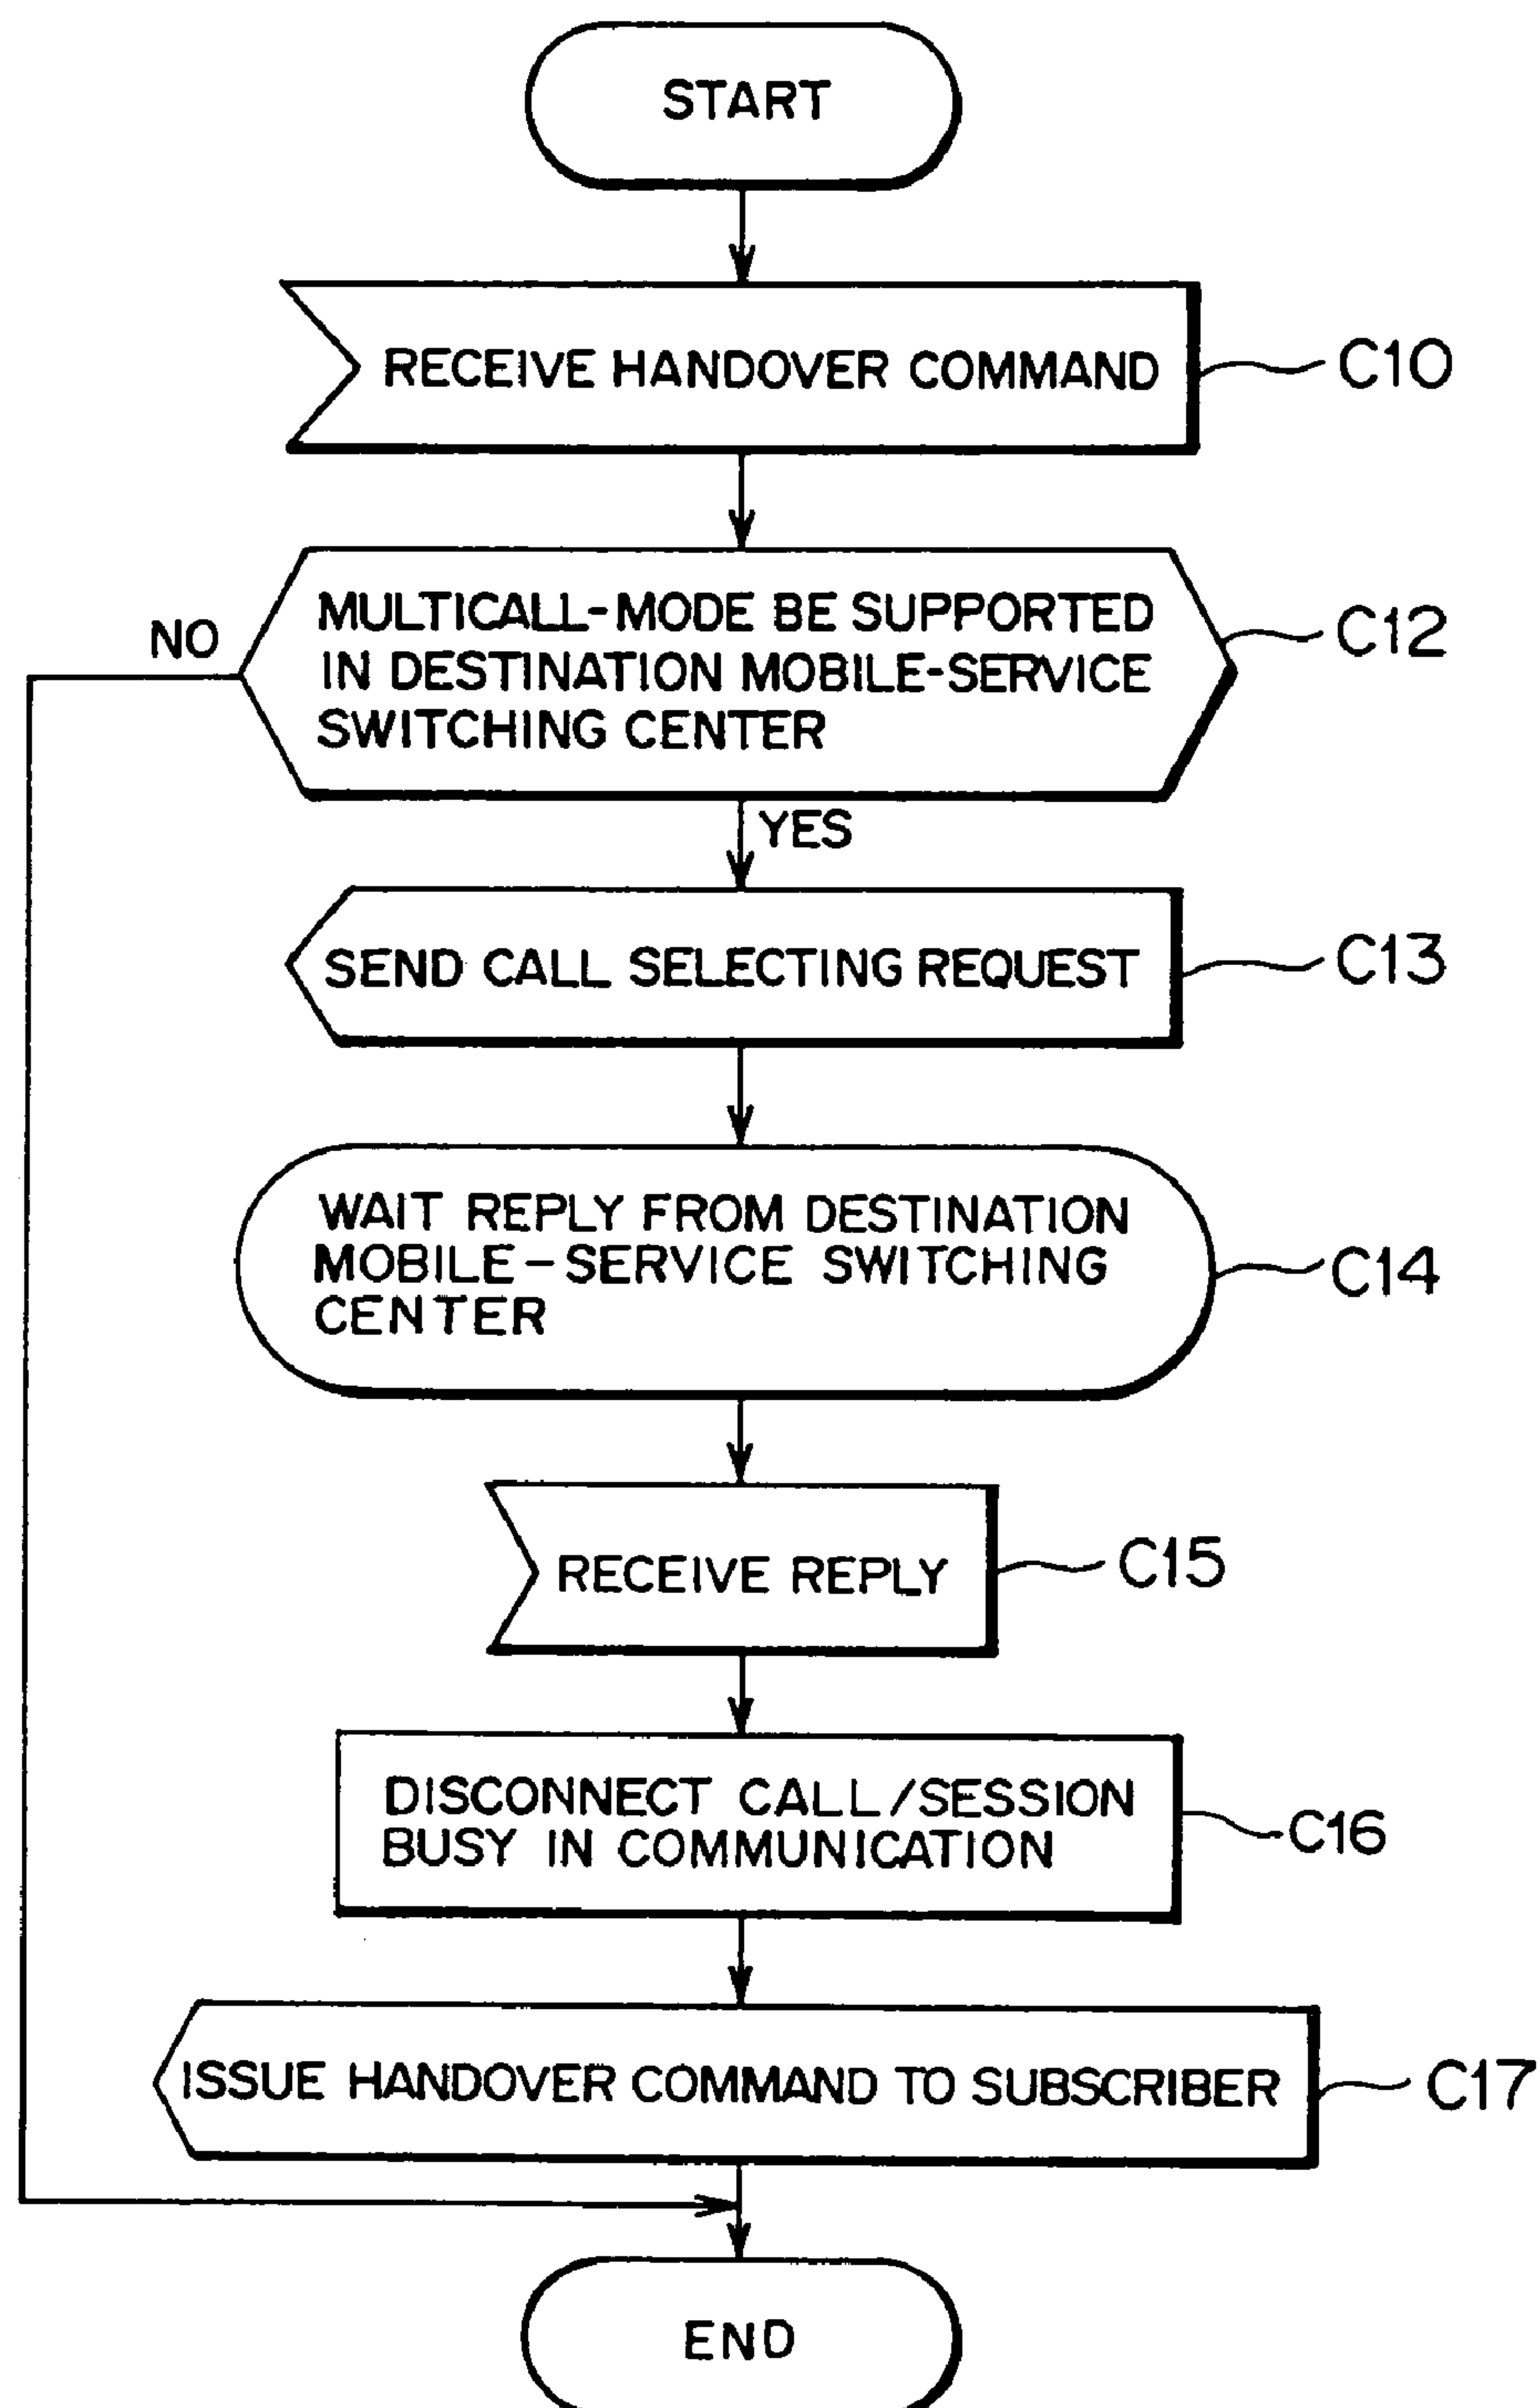 START
RECEIVE HANDOVER COMMAND
C10
MULTICALL-MODE BE SUPPORTED
IN DESTINATION MOBILE-SERVICE
SWITCHING CENTER
C12
NO
YES
SEND CALL SELECTING REQUEST
C13
WAIT REPLY FROM DESTINATION
MOBILE-SERVICE SWITCHING
CENTER
C14
RECEIVE REPLY
C15
DISCONNECT CALL/SESSION
BUSY IN COMMUNICATION
C16
ISSUE HANDOVER COMMAND TO SUBSCRIBER
C17
END